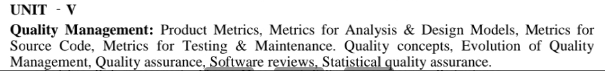 UNIT - V
Quality Management: Product Metrics, Metrics for Analysis & Design Models, Metrics for
Source Code, Metrics for Testing & Maintenance. Quality concepts, Evolution of Quality
Management, Quality assurance, Software reviews, Statistical quality assurance.